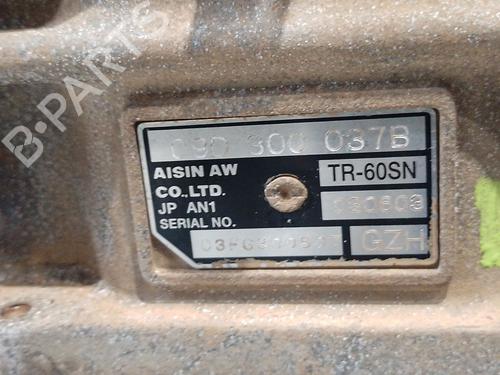 B-PARTS
09D 300 037B
AISIN AW
CO.,LTD.
TR-60SN
JP AN1
SERIAL NO.
GZH